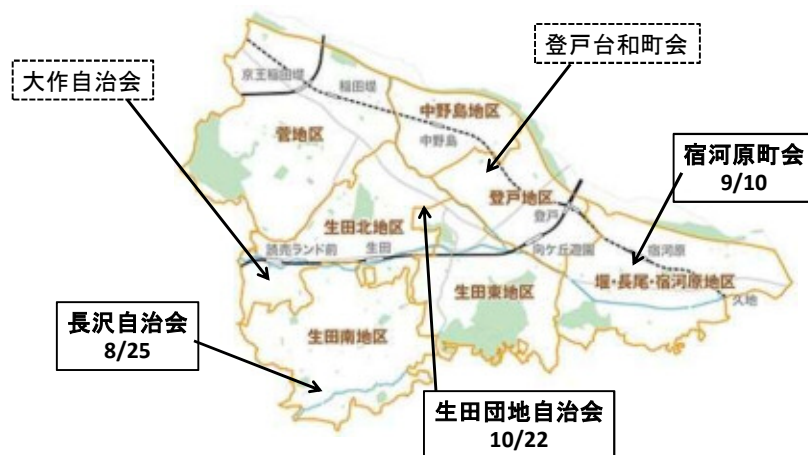 登戸台和町会
大作自治会
京王稲田堤
稲田堤
中野島地区
中野島
菅地区
宿河原町会
9/10
登戸地区
登戸
生田北地区
読売ランド前
生田
向ケ丘遊園
宿河原
堰・長尾・宿河原地区
久地
生田東地区
長沢自治会
8/25
生田南地区
生田団地自治会
10/22